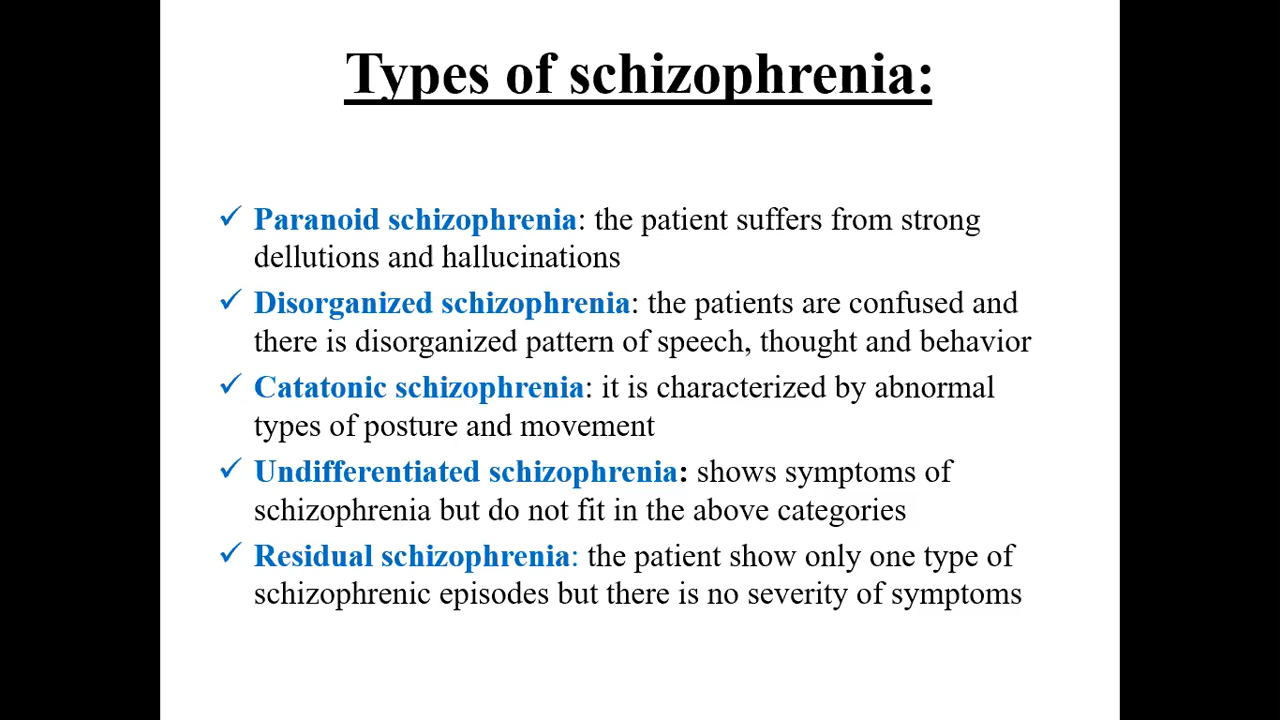 Types of schizophrenia:
✓ Paranoid schizophrenia: the patient suffers from strong
dellutions and hallucinations
✓ Disorganized schizophrenia: the patients are confused and
there is disorganized pattern of speech, thought and behavior
✓ Catatonic schizophrenia: it is characterized by abnormal
types of posture and movement
✓ Undifferentiated schizophrenia: shows symptoms of
schizophrenia but do not fit in the above categories
✓ Residual schizophrenia: the patient show only one type of
schizophrenic episodes but there is no severity of symptoms